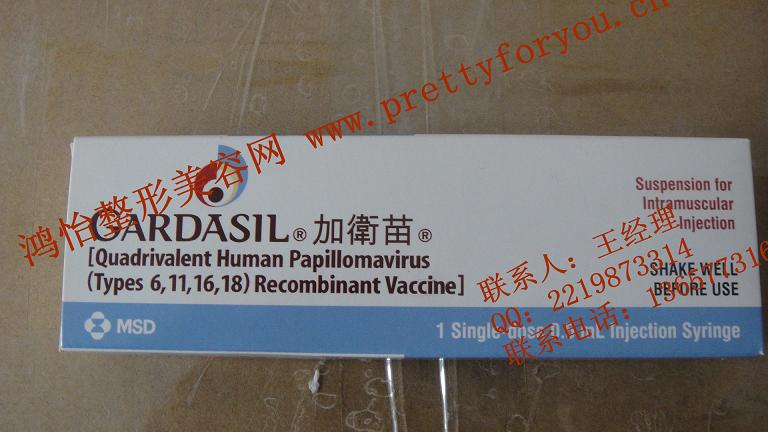 鸿怡整形美容网 www.prettyforyou.cn
GARDASIL® 加衛苗®
[Quadrivalent Human Papillomavirus
(Types 6,11,16,18) Recombinant Vaccine]
Suspension for
Intramuscular
Injection
SHAKE WELL
BEFORE USE
联系人：王经理
QQ：2219873314
联系电话：
MSD
1 Single-dose mL Injection Syringe